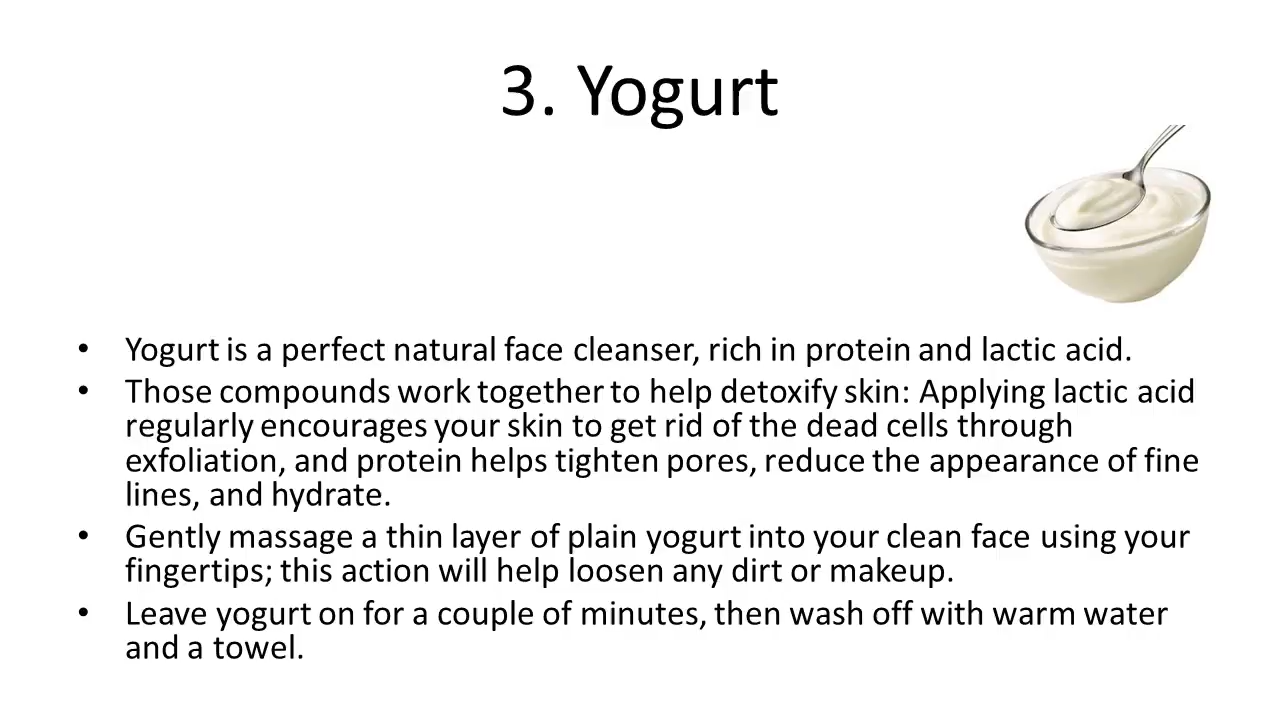 3. Yogurt
• Yogurt is a perfect natural face cleanser, rich in protein and lactic acid.
• Those compounds work together to help detoxify skin: Applying lactic acid
regularly encourages your skin to get rid of the dead cells through
exfoliation, and protein helps tighten pores, reduce the appearance of fine
lines, and hydrate.
• Gently massage a thin layer of plain yogurt into your clean face using your
fingertips; this action will help loosen any dirt or makeup.
• Leave yogurt on for a couple of minutes, then wash off with warm water
and a towel.